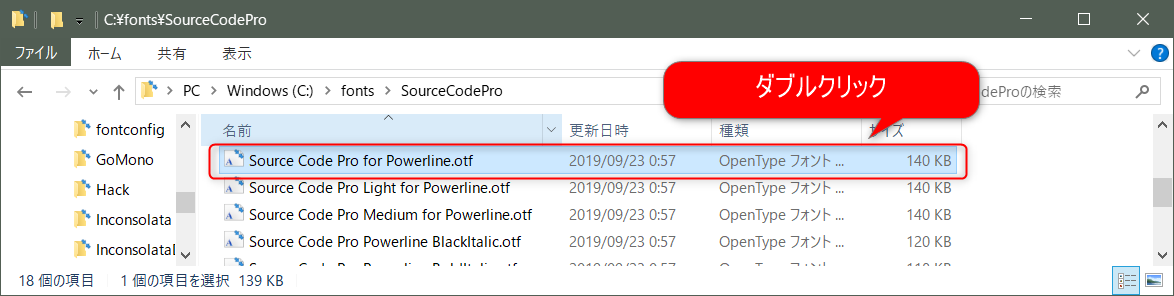 C:¥fonts¥SourceCodePro
ファイル ホーム 共有 表示
PC Windows (C:) fonts SourceCodePro
ダブルクリック
deProの検索
名前 更新日時 種類 サイズ
fontconfig
GoMono
Hack
Inconsolata
InconsolataI
Source Code Pro for Powerline.otf 2019/09/23 0:57 OpenType フォント ... 140 KB
Source Code Pro Light for Powerline.otf 2019/09/23 0:57 OpenType フォント ... 140 KB
Source Code Pro Medium for Powerline.otf 2019/09/23 0:57 OpenType フォント ... 140 KB
Source Code Pro Powerline BlackItalic.otf 2019/09/23 0:57 OpenType フォント ... 120 KB
18 個の項目 1 個の項目を選択 139 KB